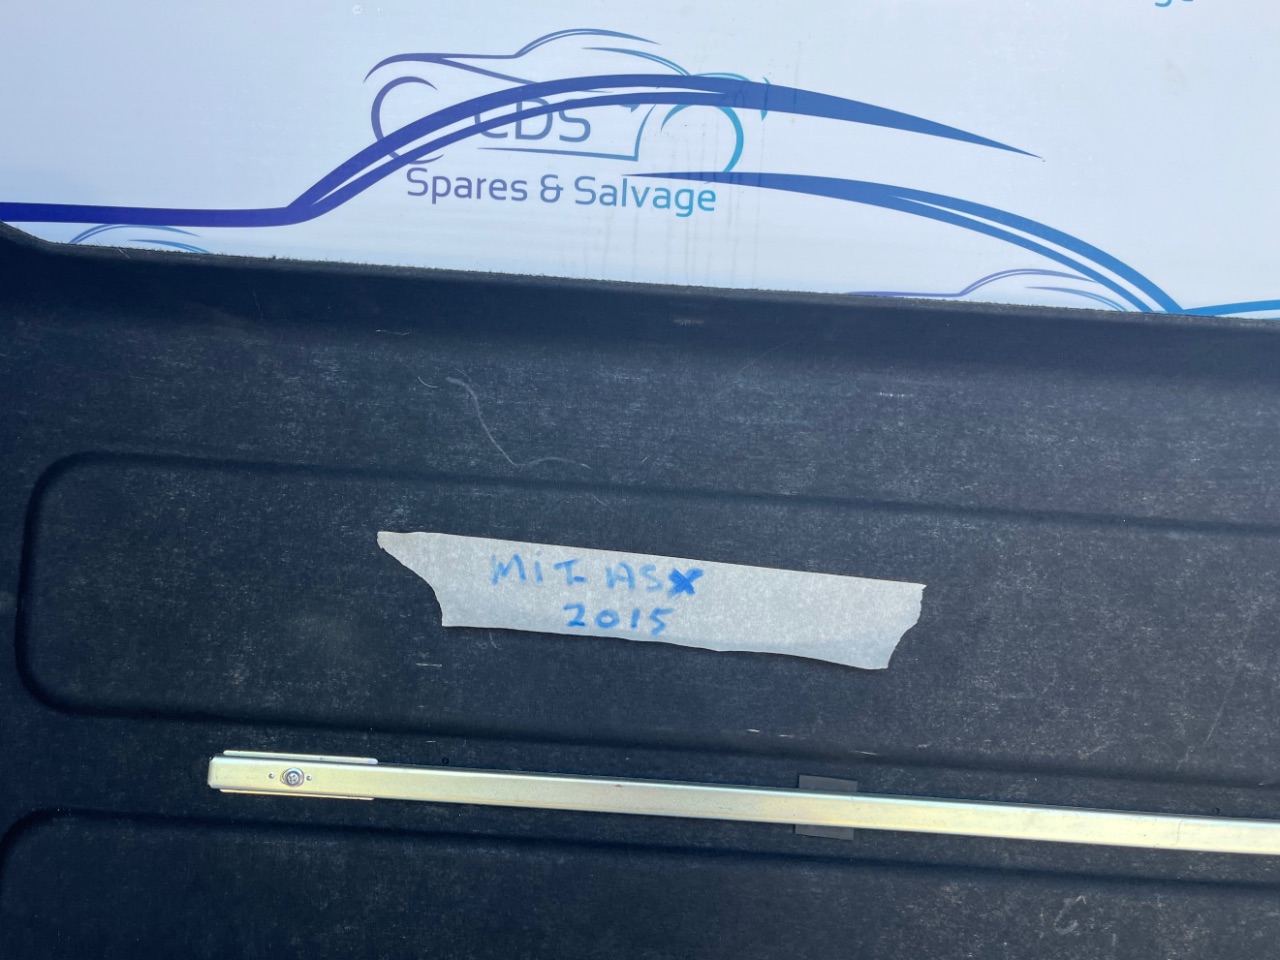 CDS
Spares & Salvage
MiT ASX
2015